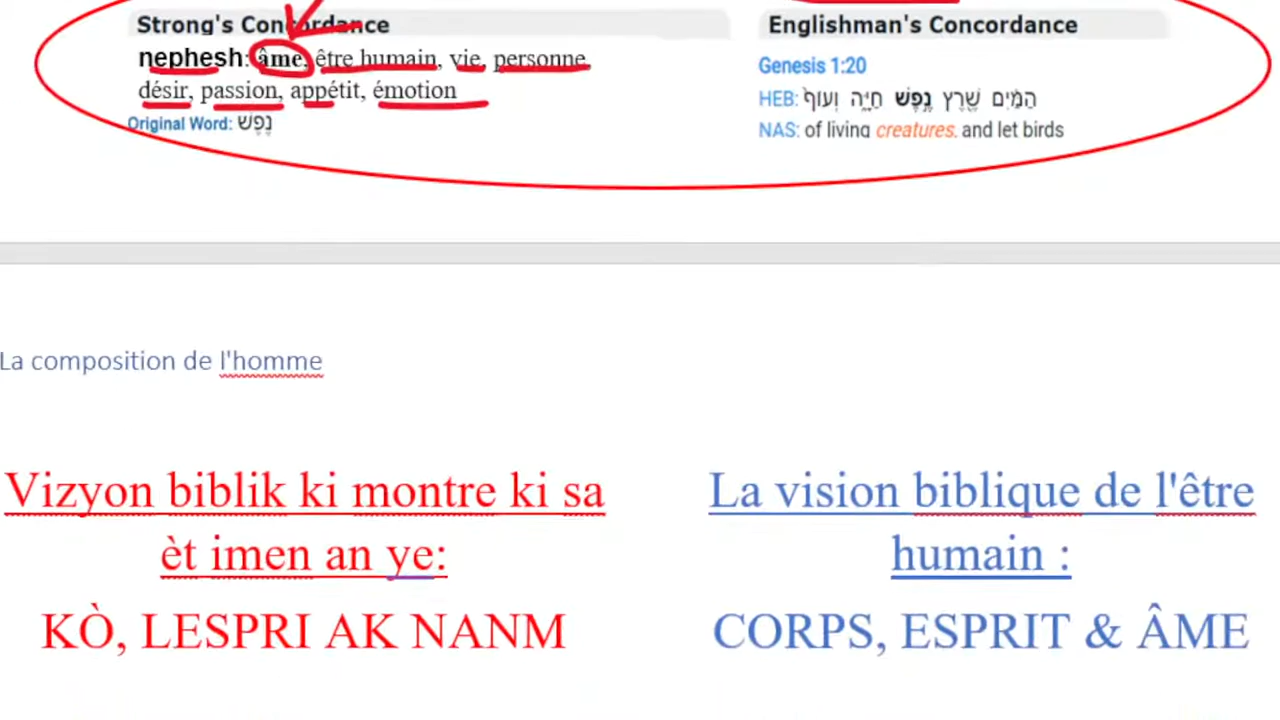 Strong's Concordance
nephesh: âme, être humain, vie, personne,
désir, passion, appétit, émotion
Original Word: נֶפֶשׁ
Englishman's Concordance
Genesis 1:20
HEB: הַמַּ֔יִם שֶׁ֖רֶץ נֶ֣פֶשׁ חַיָּ֑ה וְעוֹף֙
NAS: of living creatures, and let birds
La composition de l'homme
Vizyon biblik ki montre ki sa
èt imen an ye:
KÒ, LESPRI AK NANM
La vision biblique de l'être
humain :
CORPS, ESPRIT & ÂME